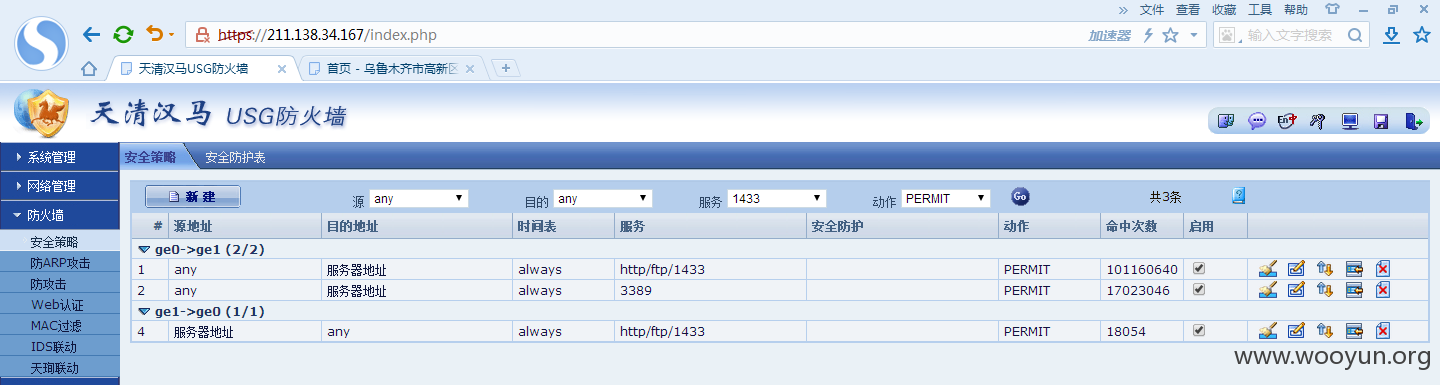 » 文件 查看 收藏 工具 帮助
https://211.138.34.167/index.php 加速器 输入文字搜索
天清汉马USG防火墙 首页 - 乌鲁木齐市高新区
天清汉马 USG防火墙
系统管理 安全策略 安全防护表
网络管理 新建 源 any 目的 any 服务 1433 动作 PERMIT Go 共3条
防火墙 # 源地址 目的地址 时间表 服务 安全防护 动作 命中次数 启用
安全策略 ge0->ge1 (2/2)
防ARP攻击 1 any 服务器地址 always http/ftp/1433 PERMIT 101160640
防攻击 2 any 服务器地址 always 3389 PERMIT 17023046
Web认证 ge1->ge0 (1/1)
MAC过滤 4 服务器地址 any always http/ftp/1433 PERMIT 18054
IDS联动
天珣联动
www.wooyun.org